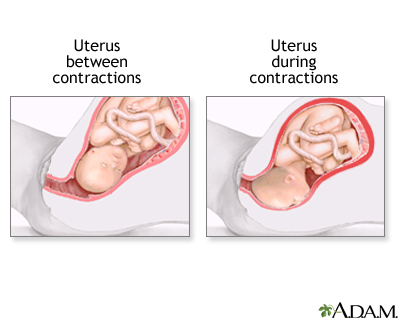 Uterus
between
contractions
Uterus
during
contractions
A.D.A.M.